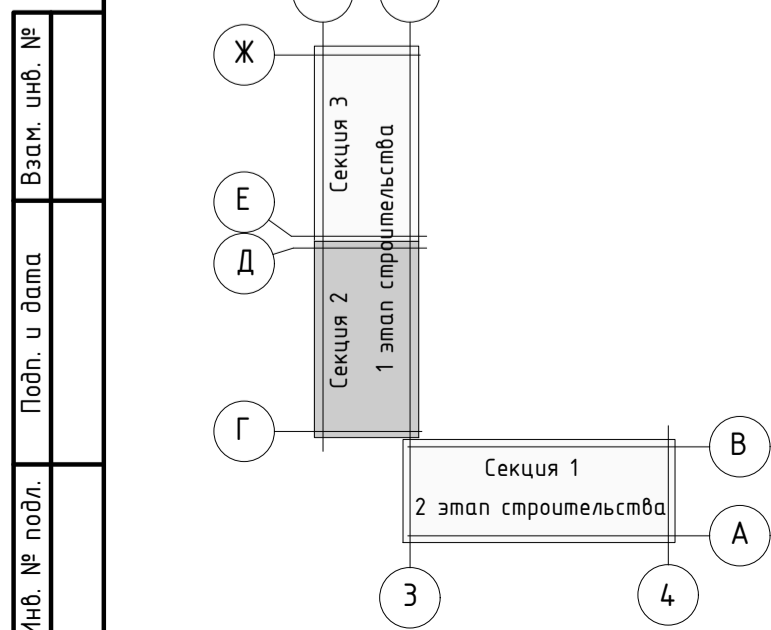 Взам. инв. №
Подп. и дата
Инв. № подл.
Ж
Е
Д
Г
Секция 3
Секция 2
1 этап строительства
Секция 1
2 этап строительства
В
А
3
4